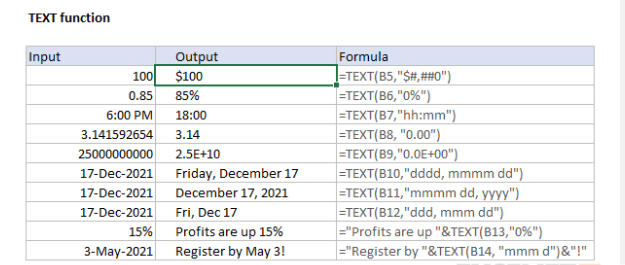 TEXT function
Input Output Formula
100 $100 =TEXT(B5,"$#,##0")
0.85 85% =TEXT(B6,"0%")
6:00 PM 18:00 =TEXT(B7,"hh:mm")
3.141592654 3.14 =TEXT(B8, "0.00")
25000000000 2.5E+10 =TEXT(B9,"0.0E+00")
17-Dec-2021 Friday, December 17 =TEXT(B10,"dddd, mmmm dd")
17-Dec-2021 December 17, 2021 =TEXT(B11,"mmmm dd, yyyy")
17-Dec-2021 Fri, Dec 17 =TEXT(B12,"ddd, mmm dd")
15% Profits are up 15% ="Profits are up "&TEXT(B13,"0%")
3-May-2021 Register by May 3! ="Register by "&TEXT(B14, "mmm d")&"!"